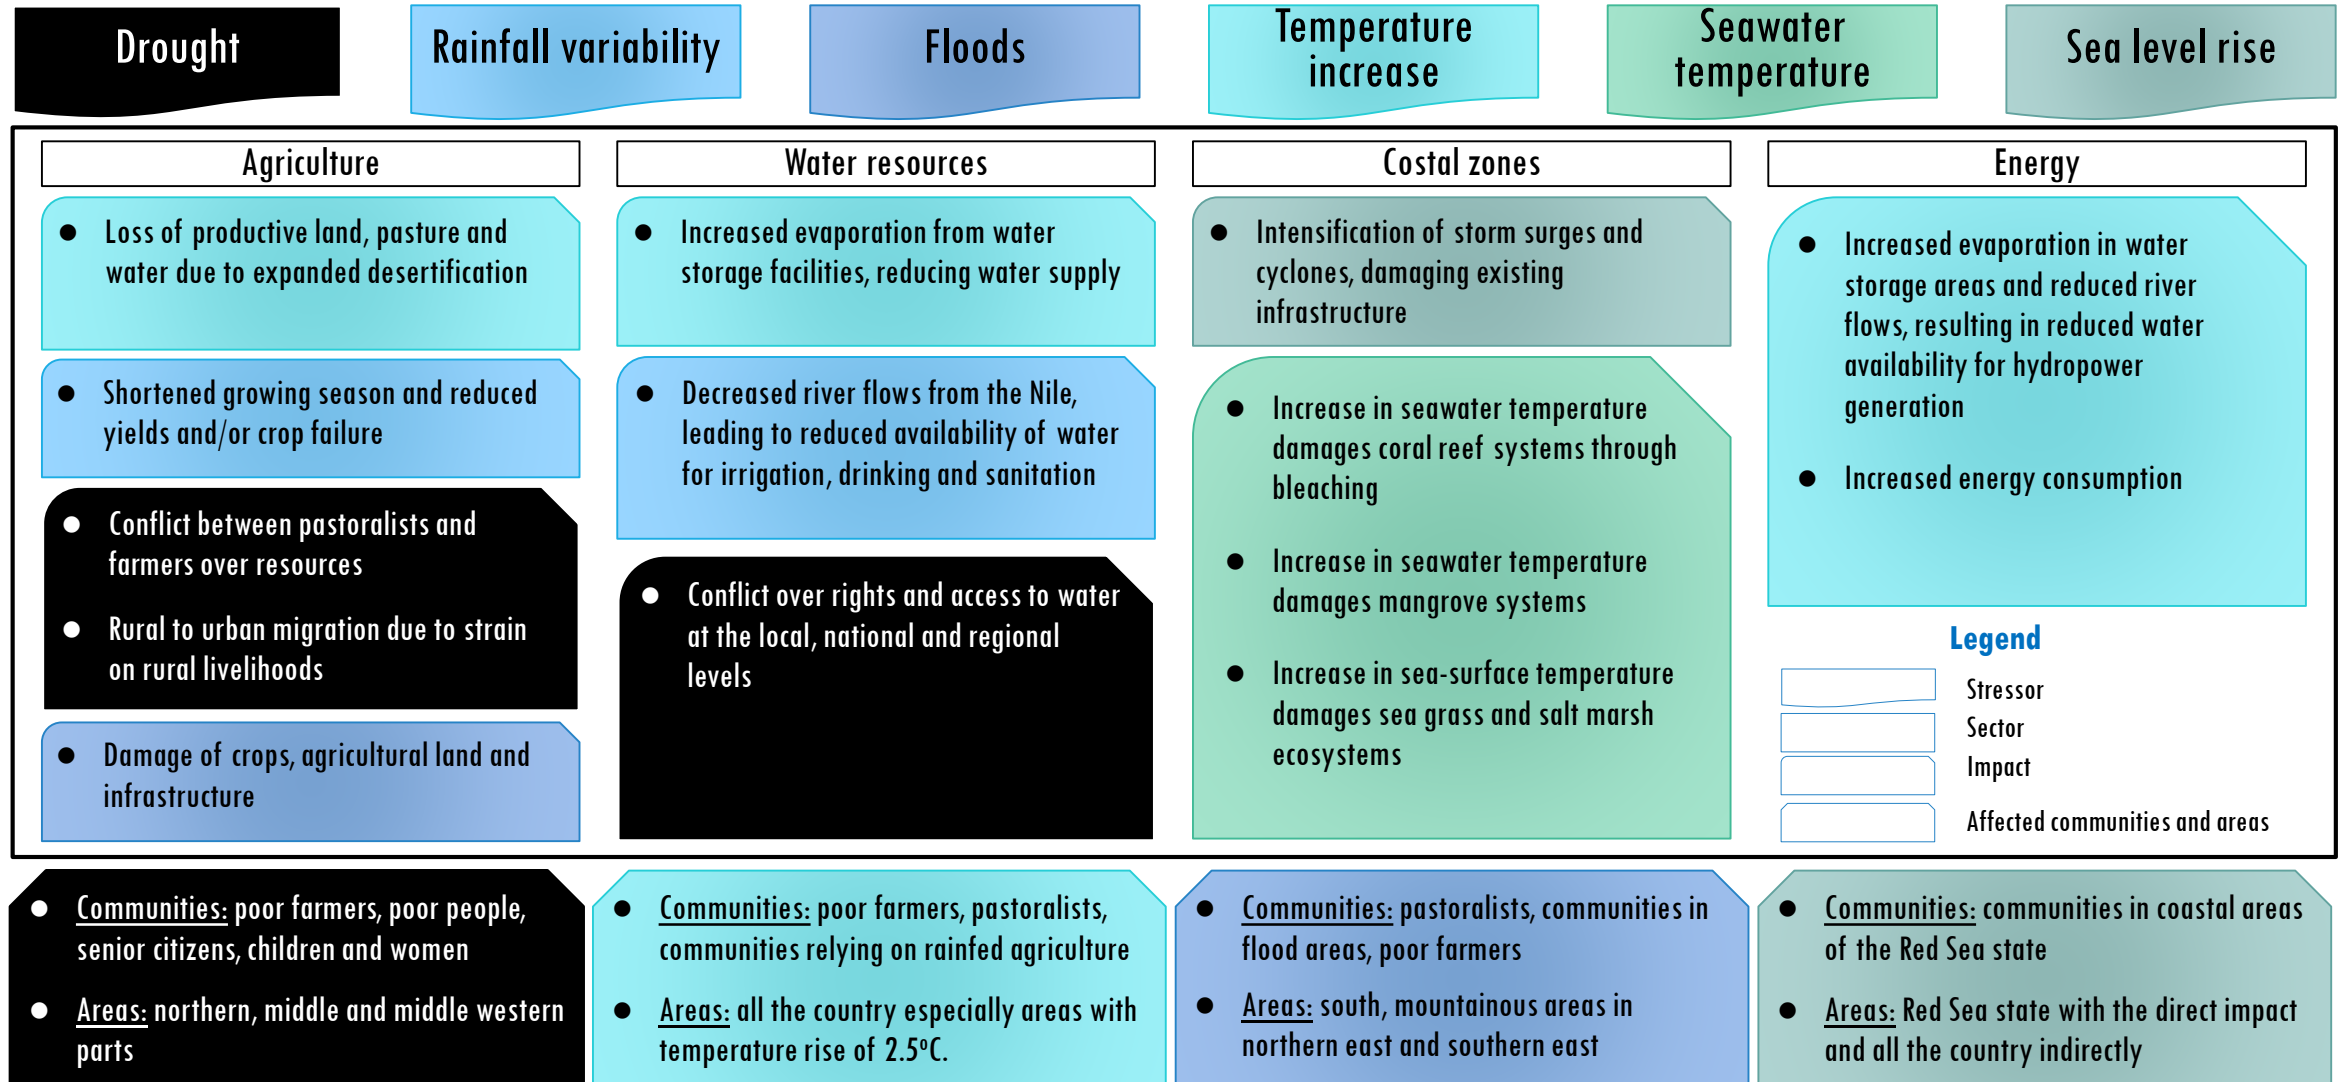 Drought
Rainfall variability
Floods
Temperature
increase
Seawater
temperature
Sea level rise
Agriculture
● Loss of productive land, pasture and
water due to expanded desertification
● Shortened growing season and reduced
yields and/or crop failure
● Conflict between pastoralists and
farmers over resources
● Rural to urban migration due to strain
on rural livelihoods
● Damage of crops, agricultural land and
infrastructure
Water resources
● Increased evaporation from water
storage facilities, reducing water supply
● Decreased river flows from the Nile,
leading to reduced availability of water
for irrigation, drinking and sanitation
● Conflict over rights and access to water
at the local, national and regional
levels
Costal zones
● Intensification of storm surges and
cyclones, damaging existing
infrastructure
● Increase in seawater temperature
damages coral reef systems through
bleaching
● Increase in seawater temperature
damages mangrove systems
● Increase in sea-surface temperature
damages sea grass and salt marsh
ecosystems
Energy
● Increased evaporation in water
storage areas and reduced river
flows, resulting in reduced water
availability for hydropower
generation
● Increased energy consumption
Legend
Stressor
Sector
Impact
Affected communities and areas
● Communities: poor farmers, poor people,
senior citizens, children and women
● Areas: northern, middle and middle western
parts
● Communities: poor farmers, pastoralists,
communities relying on rainfed agriculture
● Areas: all the country especially areas with
temperature rise of 2.5°C.
● Communities: pastoralists, communities in
flood areas, poor farmers
● Areas: south, mountainous areas in
northern east and southern east
● Communities: communities in coastal areas
of the Red Sea state
● Areas: Red Sea state with the direct impact
and all the country indirectly